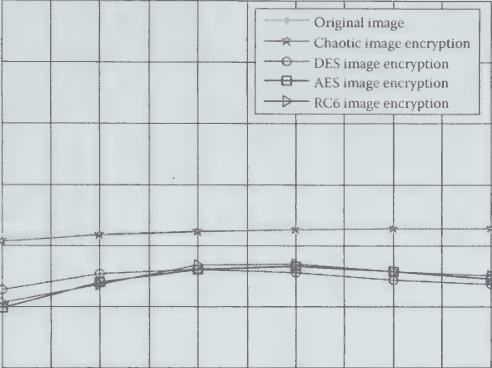 Original image
Chaotic image encryption
DES image encryption
AES image encryption
RC6 image encryption